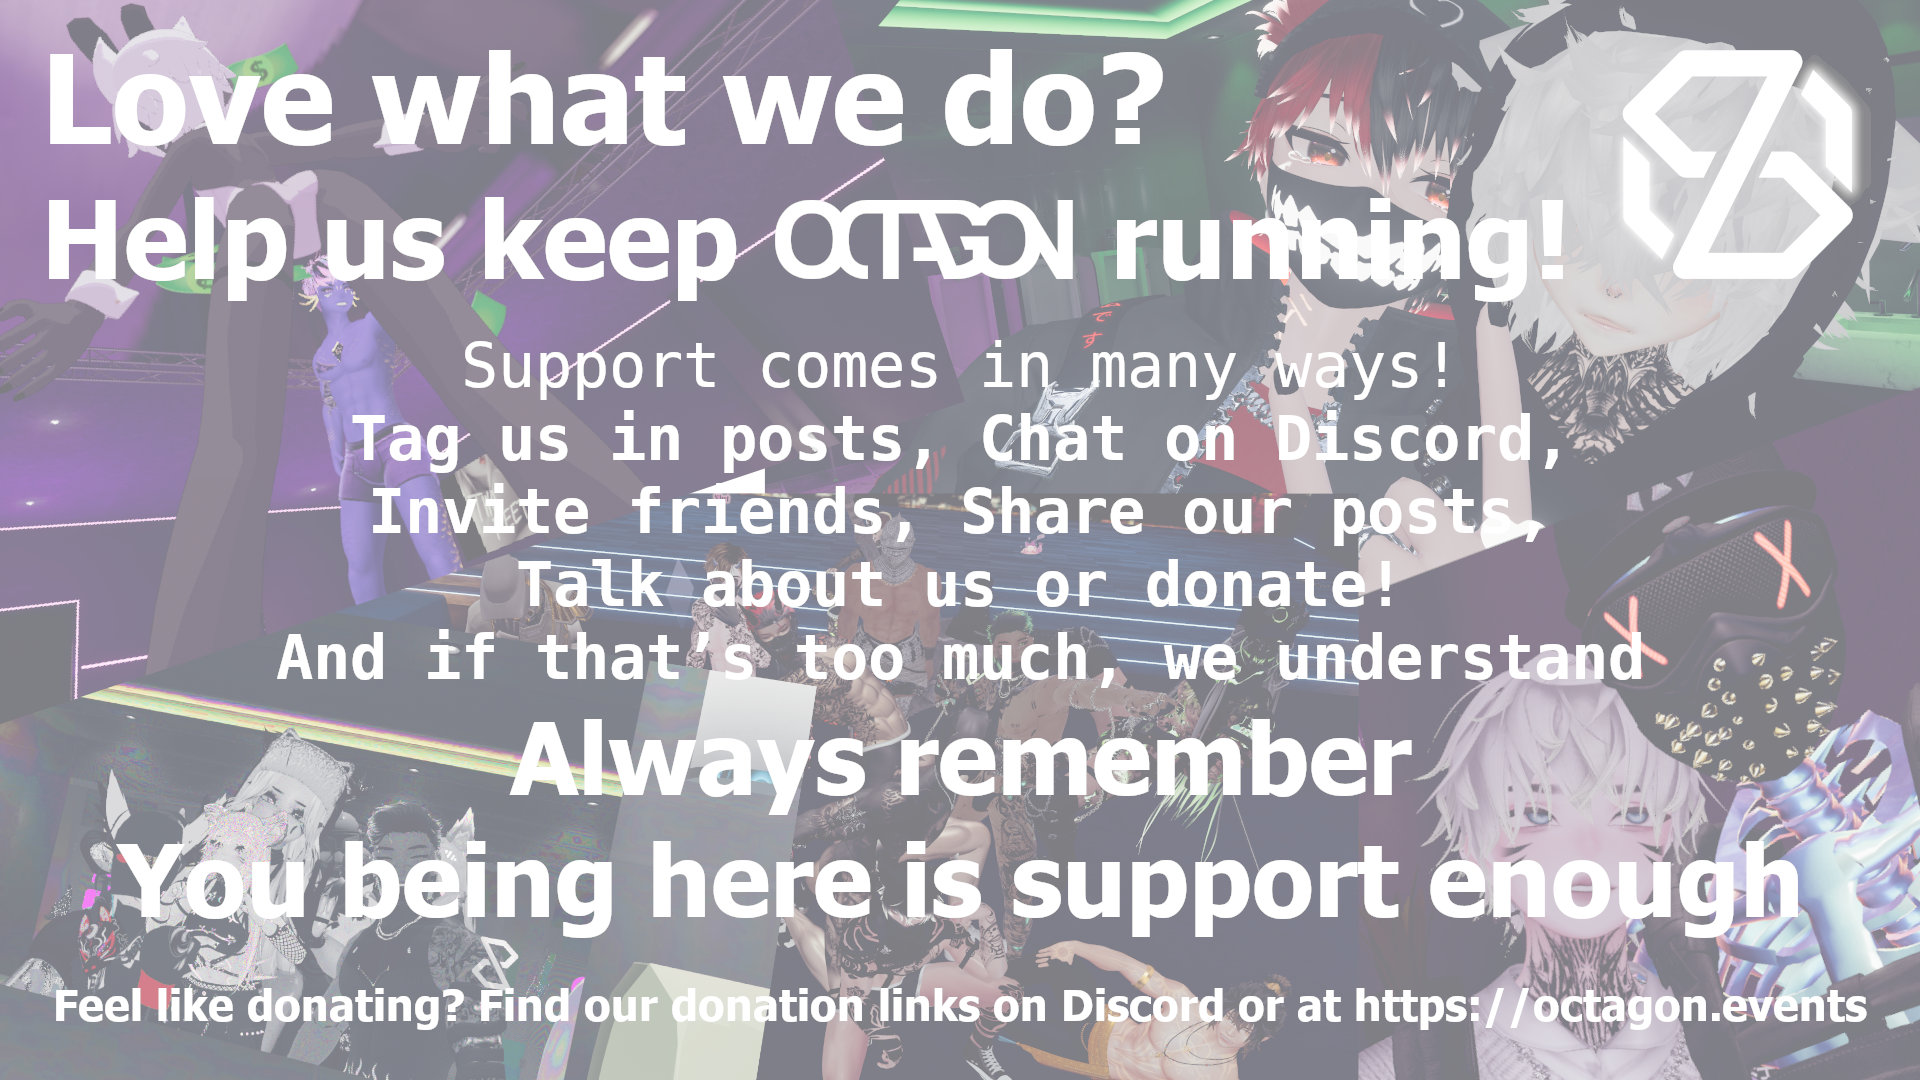 Love what we do?
Help us keep OCTAGON running!
Support comes in many ways!
Tag us in posts, Chat on Discord,
Invite friends, Share our posts,
Talk about us or donate!
And if that’s too much, we understand
Always remember
You being here is support enough
Feel like donating? Find our donation links on Discord or at https://octagon.events